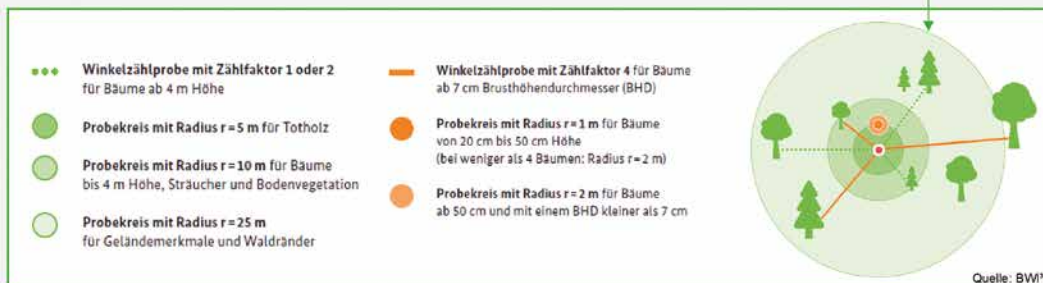 Winkelzählprobe mit Zählfaktor 1 oder 2
für Bäume ab 4 m Höhe
Probekreis mit Radius r = 5 m für Totholz
Probekreis mit Radius r = 10 m für Bäume
bis 4 m Höhe, Sträucher und Bodenvegetation
Probekreis mit Radius r = 25 m
für Geländemerkmale und Waldränder
Winkelzählprobe mit Zählfaktor 4 für Bäume
ab 7 cm Brusthöhendurchmesser (BHD)
Probekreis mit Radius r = 1 m für Bäume
von 20 cm bis 50 cm Höhe
(bei weniger als 4 Bäumen: Radius r = 2 m)
Probekreis mit Radius r = 2 m für Bäume
ab 50 cm und mit einem BHD kleiner als 7 cm
Quelle: BWI³